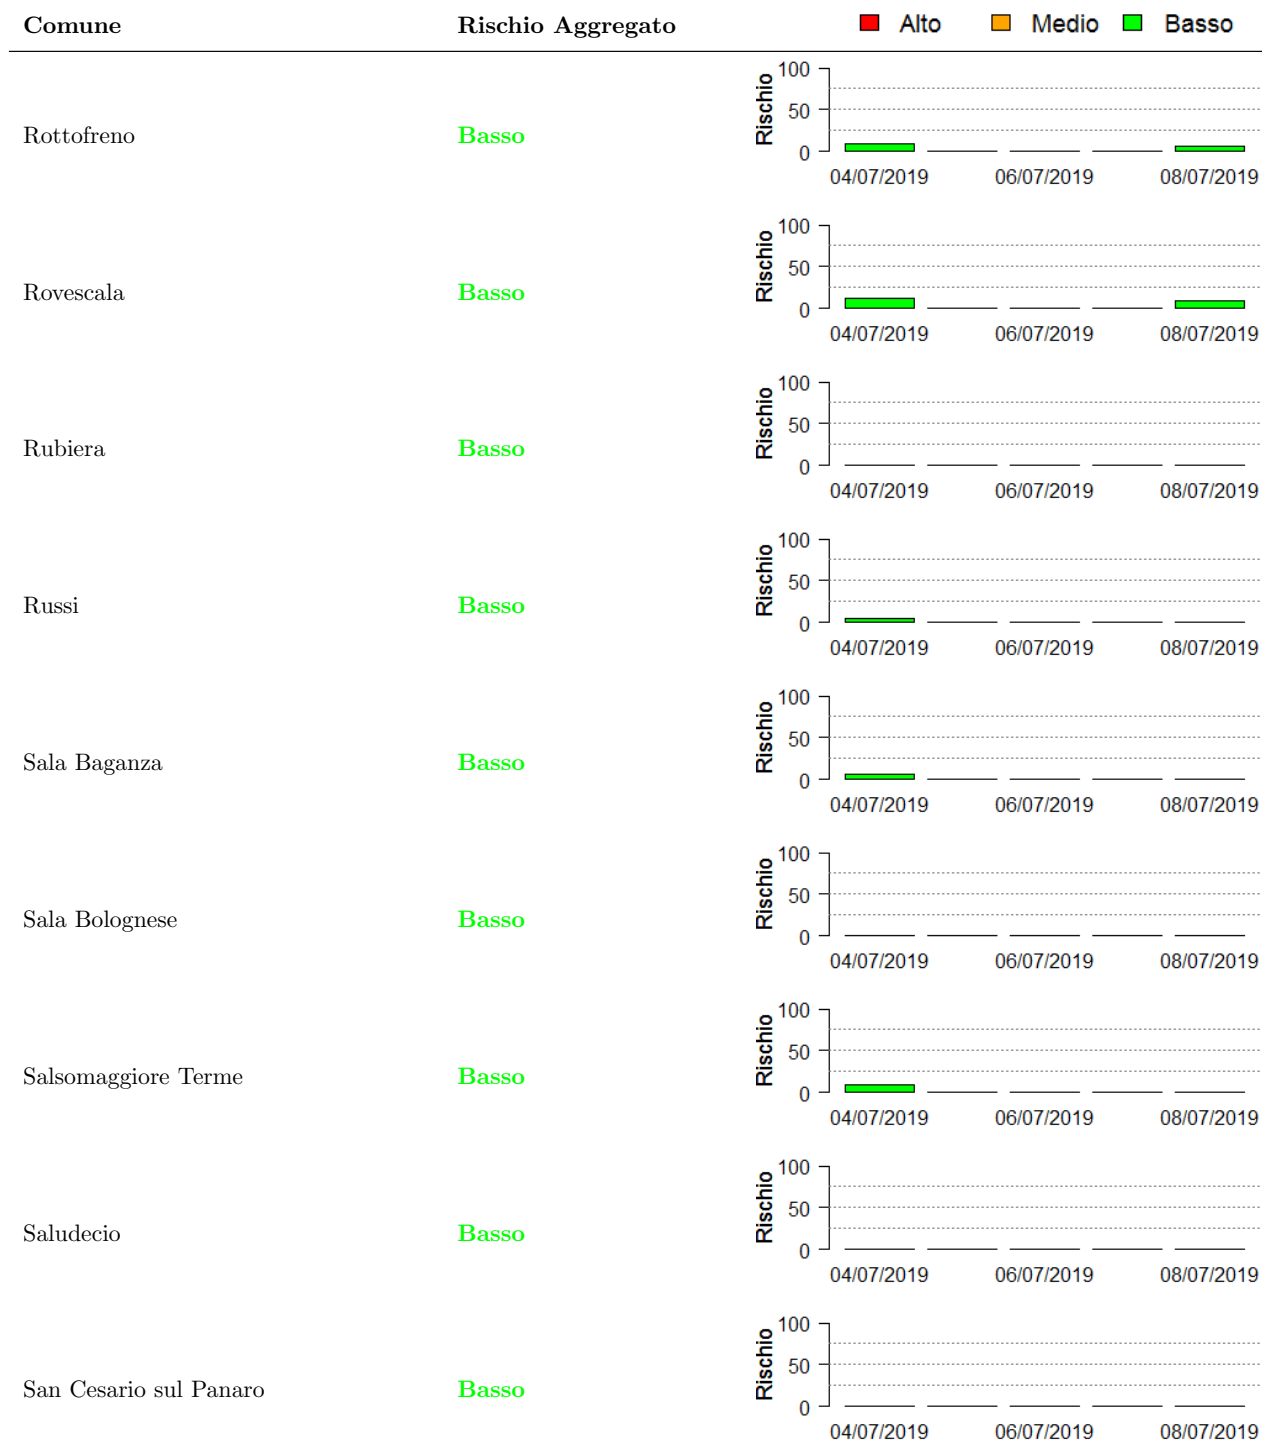 Comune Rischio Aggregato Alto Medio Basso
100
Rischio
50
Rottofreno Basso
0
04/07/2019 06/07/2019 08/07/2019
100
Rischio
50
Rovescala Basso
0
04/07/2019 06/07/2019 08/07/2019
100
Rischio
50
Rubiera Basso
0
04/07/2019 06/07/2019 08/07/2019
100
Rischio
50
Russi Basso
0
04/07/2019 06/07/2019 08/07/2019
100
Rischio
50
Sala Baganza Basso
0
04/07/2019 06/07/2019 08/07/2019
100
Rischio
50
Sala Bolognese Basso
0
04/07/2019 06/07/2019 08/07/2019
100
Rischio
50
Salsomaggiore Terme Basso
0
04/07/2019 06/07/2019 08/07/2019
100
Rischio
50
Saludecio Basso
0
04/07/2019 06/07/2019 08/07/2019
100
Rischio
50
San Cesario sul Panaro Basso
0
04/07/2019 06/07/2019 08/07/2019